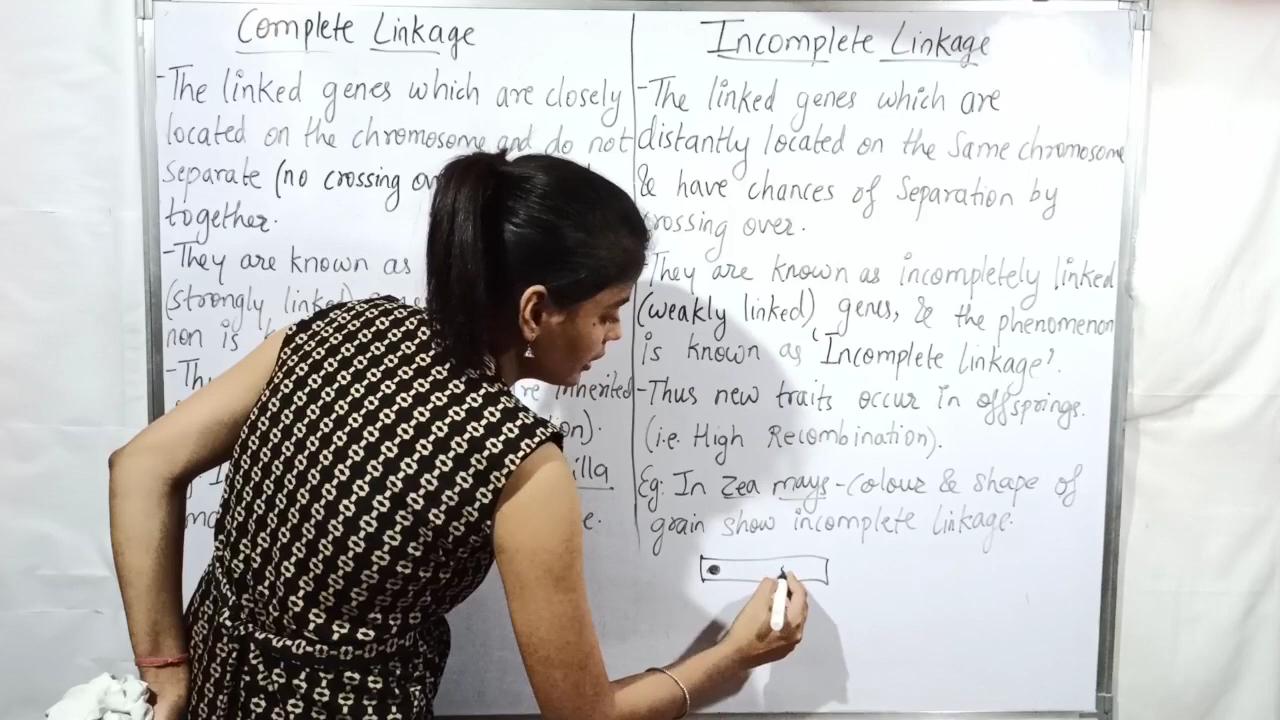 Complete Linkage
-The linked genes which are closely
located on the chromosome and do not
separate (no crossing
together.
-They are known as
(strongly linked)
non is
re inherited
illa
Incomplete Linkage
-The linked genes which are
distantly located on the Same chromosome
& have chances of Separation by
crossing over.
-They are known as incompletely linked
(weakly linked) genes, & the phenomenon
is known as 'Incomplete linkage'.
-Thus new traits occur in offsprings.
(i.e. High Recombination).
Eg: In Zea mays-Colour & shape of
grain show incomplete linkage.